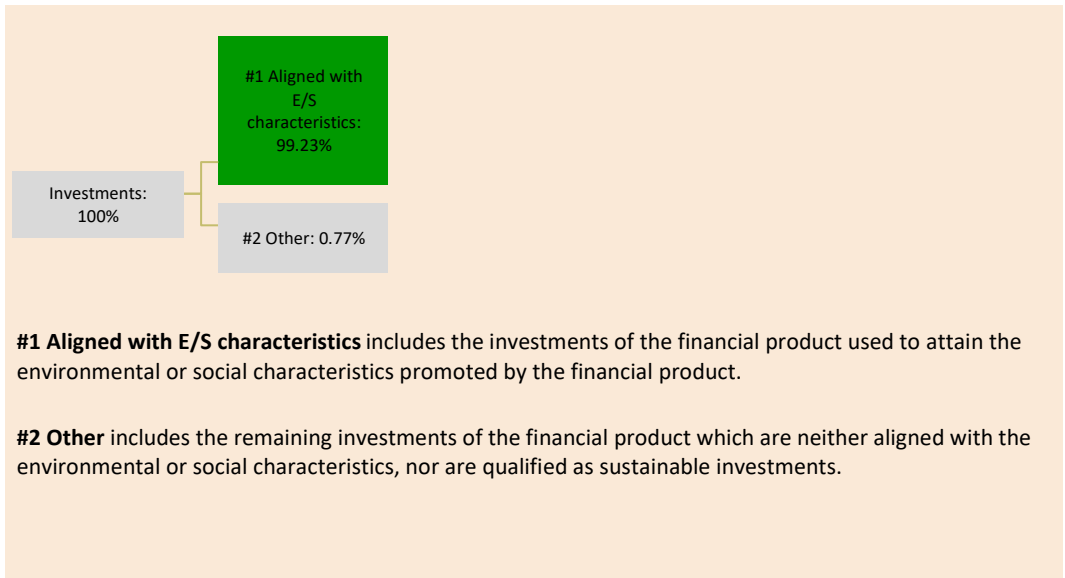 #1 Aligned with
E/S
characteristics:
99.23%
Investments:
100%
#2 Other: 0.77%
#1 Aligned with E/S characteristics includes the investments of the financial product used to attain the
environmental or social characteristics promoted by the financial product.
#2 Other includes the remaining investments of the financial product which are neither aligned with the
environmental or social characteristics, nor are qualified as sustainable investments.